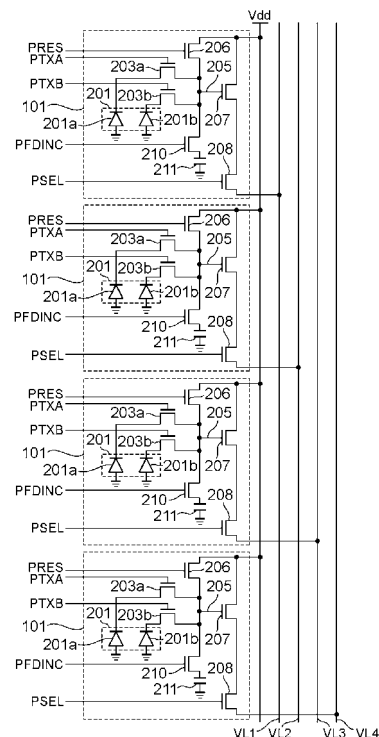 Vdd
PRES
206
PTXA
203a
PTXB
205
201
203b
101
207
201a
201b
PFDINC
210
208
211
PSEL
PRES
206
PTXA
203a
PTXB
205
201
203b
101
207
201a
201b
PFDINC
210
208
211
PSEL
PRES
206
PTXA
203a
PTXB
205
201
203b
101
207
201a
201b
PFDINC
210
208
211
PSEL
PRES
206
PTXA
203a
PTXB
205
201
203b
101
207
201a
201b
PFDINC
210
208
211
PSEL
VL1 VL2 VL3 VL4